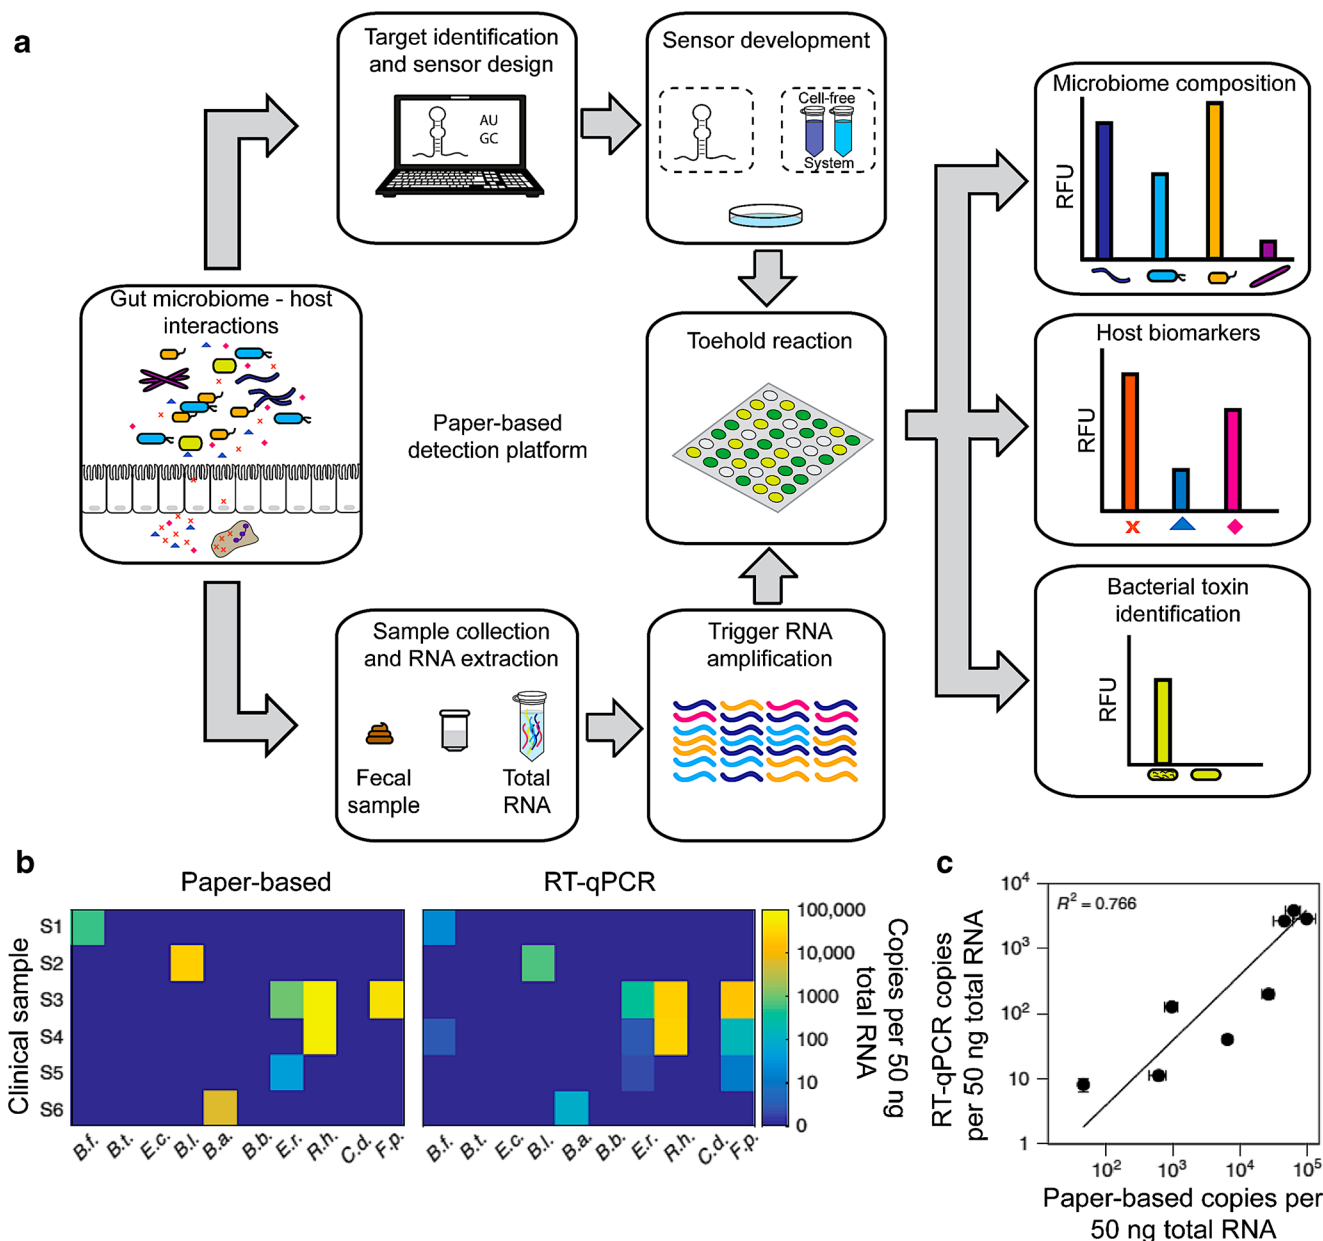 a
Target identification
and sensor design
AU
GC
Sensor development
Cell-free
System
Microbiome composition
RFU
Gut microbiome - host
interactions
Paper-based
detection platform
Toehold reaction
Host biomarkers
RFU
x
Sample collection
and RNA extraction
Fecal
sample
Total
RNA
Trigger RNA
amplification
Bacterial toxin
identification
RFU
b
Paper-based
RT-qPCR
Clinical sample
S1
S2
S3
S4
S5
S6
B.f.
B.t.
E.c.
B.l.
B.a.
B.b.
E.r.
R.h.
C.d.
F.p.
B.f.
B.t.
E.c.
B.l.
B.a.
B.b.
E.r.
R.h.
C.d.
F.p.
100,000
10,000
1000
100
10
0
Copies per 50 ng
total RNA
c
R² = 0.766
RT-qPCR copies
per 50 ng total RNA
10⁴
10³
10²
10
1
10²
10³
10⁴
10⁵
Paper-based copies per
50 ng total RNA